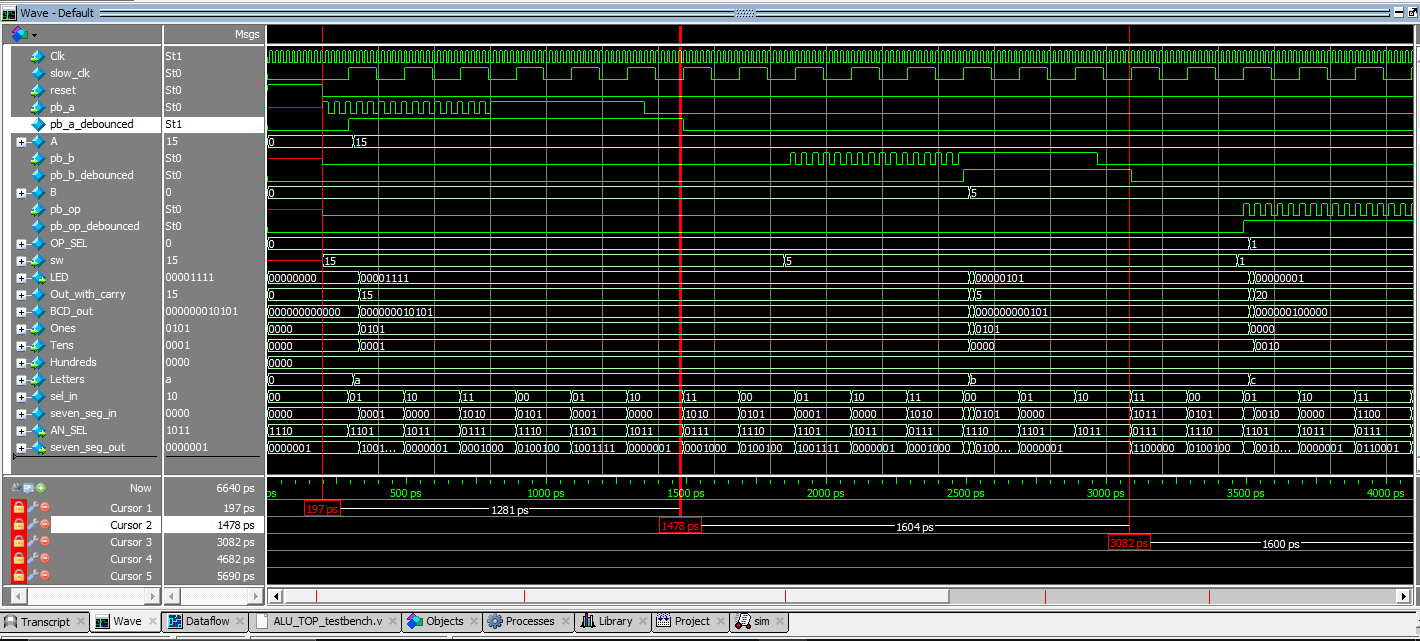 Wave - Default
Msgs
Clk St1
slow_clk St0
reset St0
pb_a St0
pb_a_debounced St1
A 15 0 15
pb_b St0
pb_b_debounced St0
B 0 0 5
pb_op St0
pb_op_debounced St0
OP_SEL 0 0 1
sw 15 15 5 1
LED 00001111 00000000 00001111 00000101 00000001
Out_with_carry 15 0 15 5 20
BCD_out 000000010101 000000000000 000000010101 000000000101 000000100000
Ones 0101 0000 0101 0101 0000
Tens 0001 0000 0001 0000 0010
Hundreds 0000 0000
Letters a 0 a b c
sel_in 10 00 01 10 11 00 01 10 11 00 01 10 11 00 01 10 11 00 01 10 11
seven_seg_in 0000 0000 0001 0000 1010 0101 0001 0000 1010 0101 0001 0000 1010 0101 0000 1011 0101 0010 0000 1100
AN_SEL 1011 1110 1101 1011 0111 1110 1101 1011 0111 1110 1101 1011 0111 1110 1101 1011 0111 1110 1101 1011 0111
seven_seg_out 0000001 0000001 1001... 0000001 0001000 0100100 1001111 0000001 0001000 0100100 1001111 0000001 0001000 0100... 0000001 1100000 0100100 0010... 0000001 0110001
Now 6640 ps ps 500 ps 1000 ps 1500 ps 2000 ps 2500 ps 3000 ps 3500 ps 4000 ps
Cursor 1 197 ps 197 ps 1281 ps
Cursor 2 1478 ps 1478 ps 1604 ps
Cursor 3 3082 ps 3082 ps 1600 ps
Cursor 4 4682 ps
Cursor 5 5690 ps
Transcript Wave Dataflow ALU_TOP_testbench.v Objects Processes Library Project sim